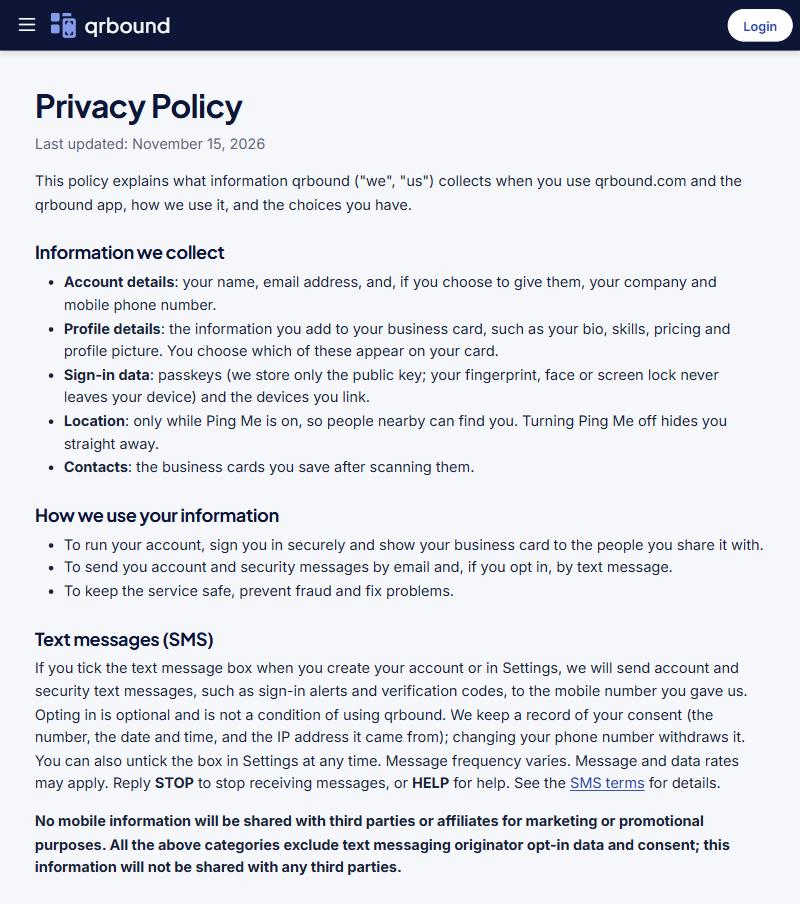 qrbound
Login
Privacy Policy
Last updated: November 15, 2026
This policy explains what information qrbound ("we", "us") collects when you use qrbound.com and the
qrbound app, how we use it, and the choices you have.
Information we collect
• Account details: your name, email address, and, if you choose to give them, your company and
mobile phone number.
• Profile details: the information you add to your business card, such as your bio, skills, pricing and
profile picture. You choose which of these appear on your card.
• Sign-in data: passkeys (we store only the public key; your fingerprint, face or screen lock never
leaves your device) and the devices you link.
• Location: only while Ping Me is on, so people nearby can find you. Turning Ping Me off hides you
straight away.
• Contacts: the business cards you save after scanning them.
How we use your information
• To run your account, sign you in securely and show your business card to the people you share it with.
• To send you account and security messages by email and, if you opt in, by text message.
• To keep the service safe, prevent fraud and fix problems.
Text messages (SMS)
If you tick the text message box when you create your account or in Settings, we will send account and
security text messages, such as sign-in alerts and verification codes, to the mobile number you gave us.
Opting in is optional and is not a condition of using qrbound. We keep a record of your consent (the
number, the date and time, and the IP address it came from); changing your phone number withdraws it.
You can also untick the box in Settings at any time. Message frequency varies. Message and data rates
may apply. Reply STOP to stop receiving messages, or HELP for help. See the SMS terms for details.
No mobile information will be shared with third parties or affiliates for marketing or promotional
purposes. All the above categories exclude text messaging originator opt-in data and consent; this
information will not be shared with any third parties.